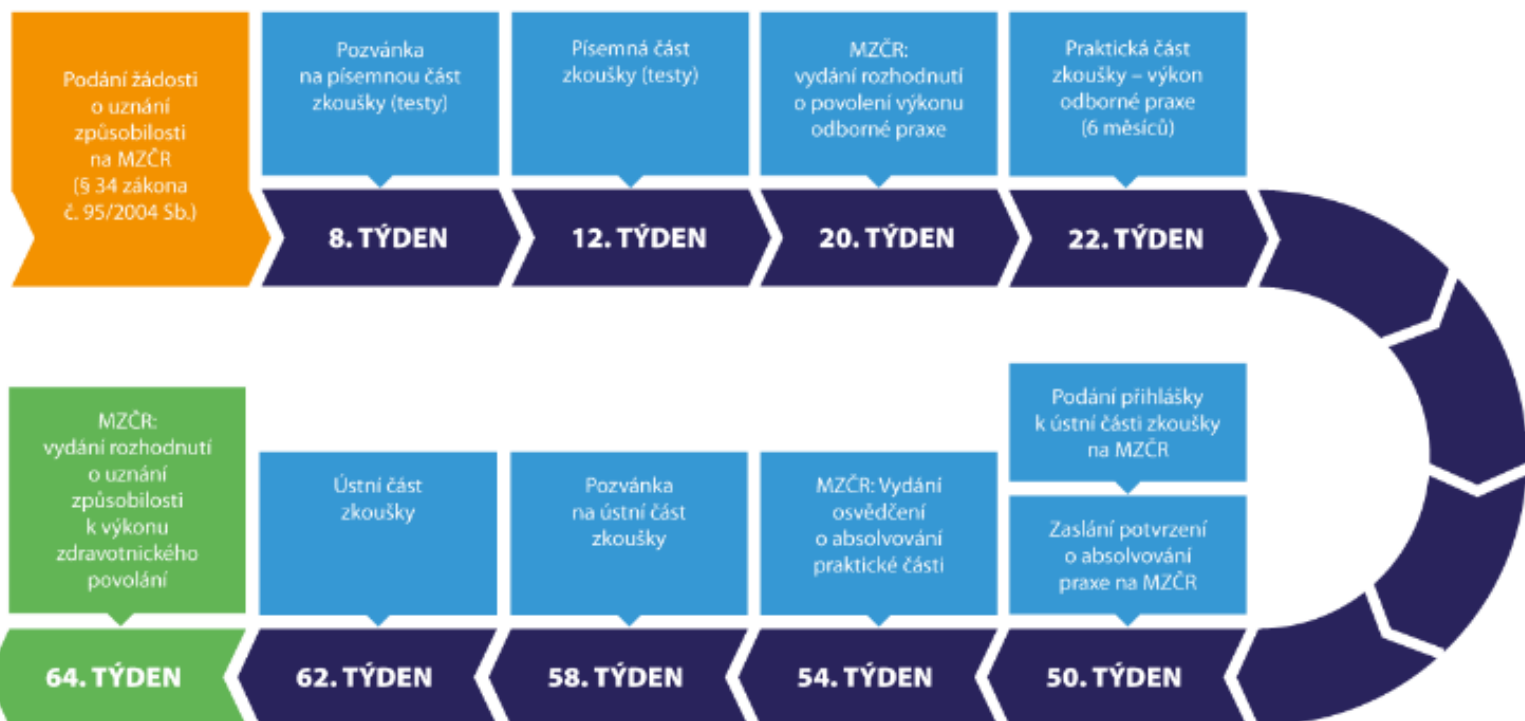 Podání žádosti
o uznání
způsobilosti
na MZČR
(§ 34 zákona
č. 95/2004 Sb.)
Pozvánka
na písemnou část
zkoušky (testy)
8. TÝDEN
Písemná část
zkoušky (testy)
12. TÝDEN
MZČR:
vydání rozhodnutí
o povolení výkonu
odborné praxe
20. TÝDEN
Praktická část
zkoušky – výkon
odborné praxe
(6 měsíců)
22. TÝDEN
Podání přihlášky
k ústní části zkoušky
na MZČR
Zaslání potvrzení
o absolvování
praxe na MZČR
50. TÝDEN
MZČR: Vydání
osvědčení
o absolvování
praktické části
54. TÝDEN
Pozvánka
na ústní část
zkoušky
58. TÝDEN
Ústní část
zkoušky
62. TÝDEN
MZČR:
vydání rozhodnutí
o uznání
způsobilosti
k výkonu
zdravotnického
povolání
64. TÝDEN